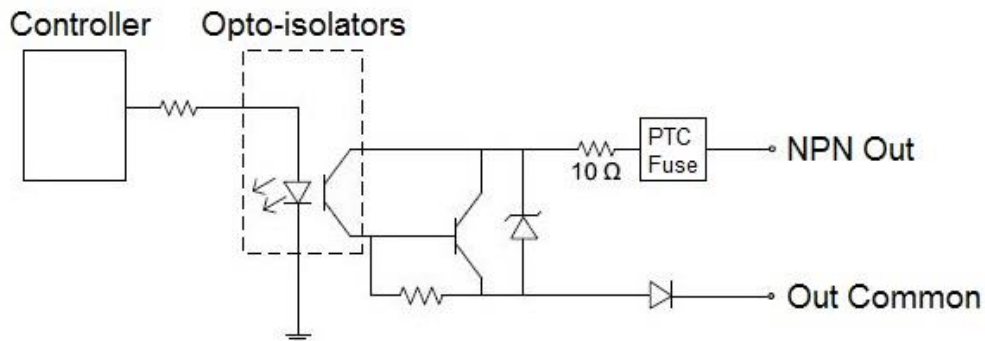 Controller
Opto-isolators
PTC
Fuse
10 Ω
NPN Out
Out Common